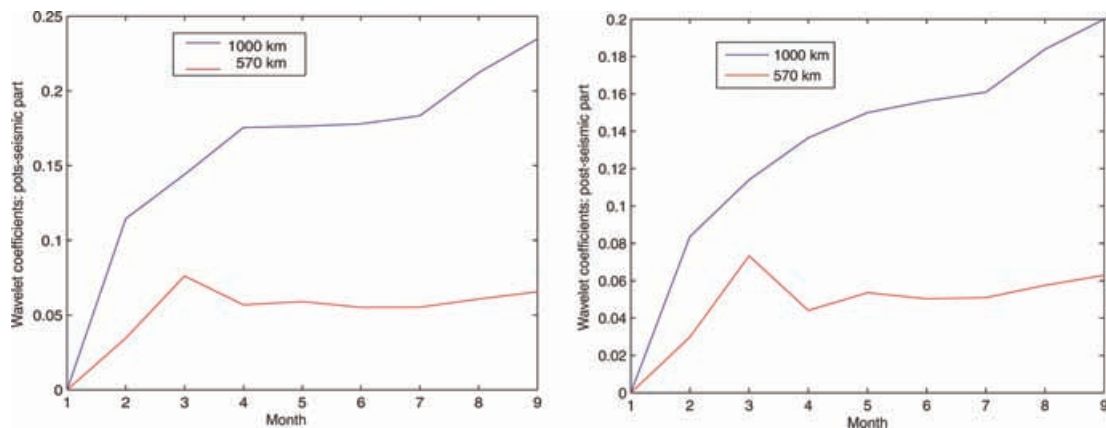 0.25
0.2
0.15
0.1
0.05
0
Wavelet coefficients: pots-seismic part
1000 km
570 km
1 2 3 4 5 6 7 8 9
Month
0.2
0.18
0.16
0.14
0.12
0.1
0.08
0.06
0.04
0.02
0
Wavelet coefficients: post-seismic part
1000 km
570 km
1 2 3 4 5 6 7 8 9
Month